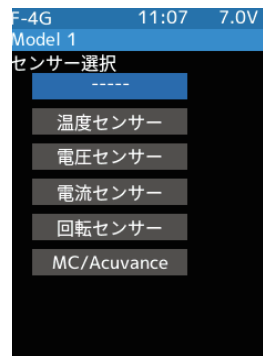 F-4G 11:07 7.0V
Model 1
センサー選択
-----
温度センサー
電圧センサー
電流センサー
回転センサー
MC/Acuvance